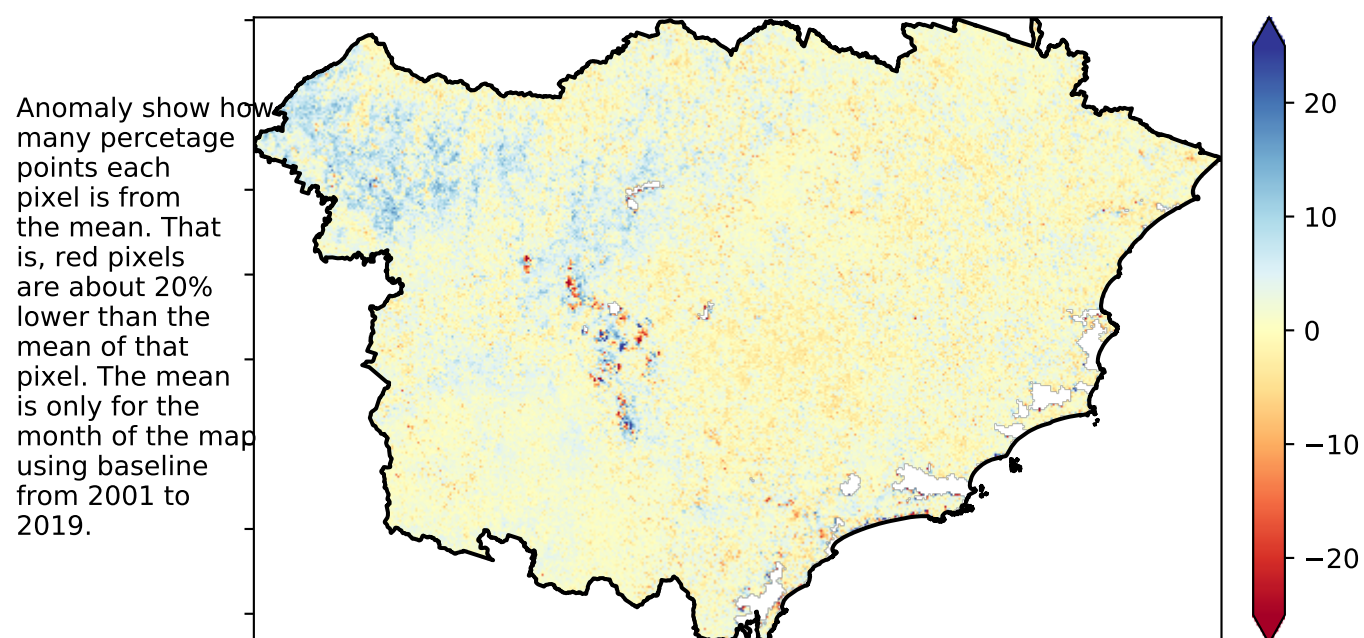 Anomaly show how
many percetage
points each
pixel is from
the mean. That
is, red pixels
are about 20%
lower than the
mean of that
pixel. The mean
is only for the
month of the map
using baseline
from 2001 to
2019.
20
10
0
−10
−20